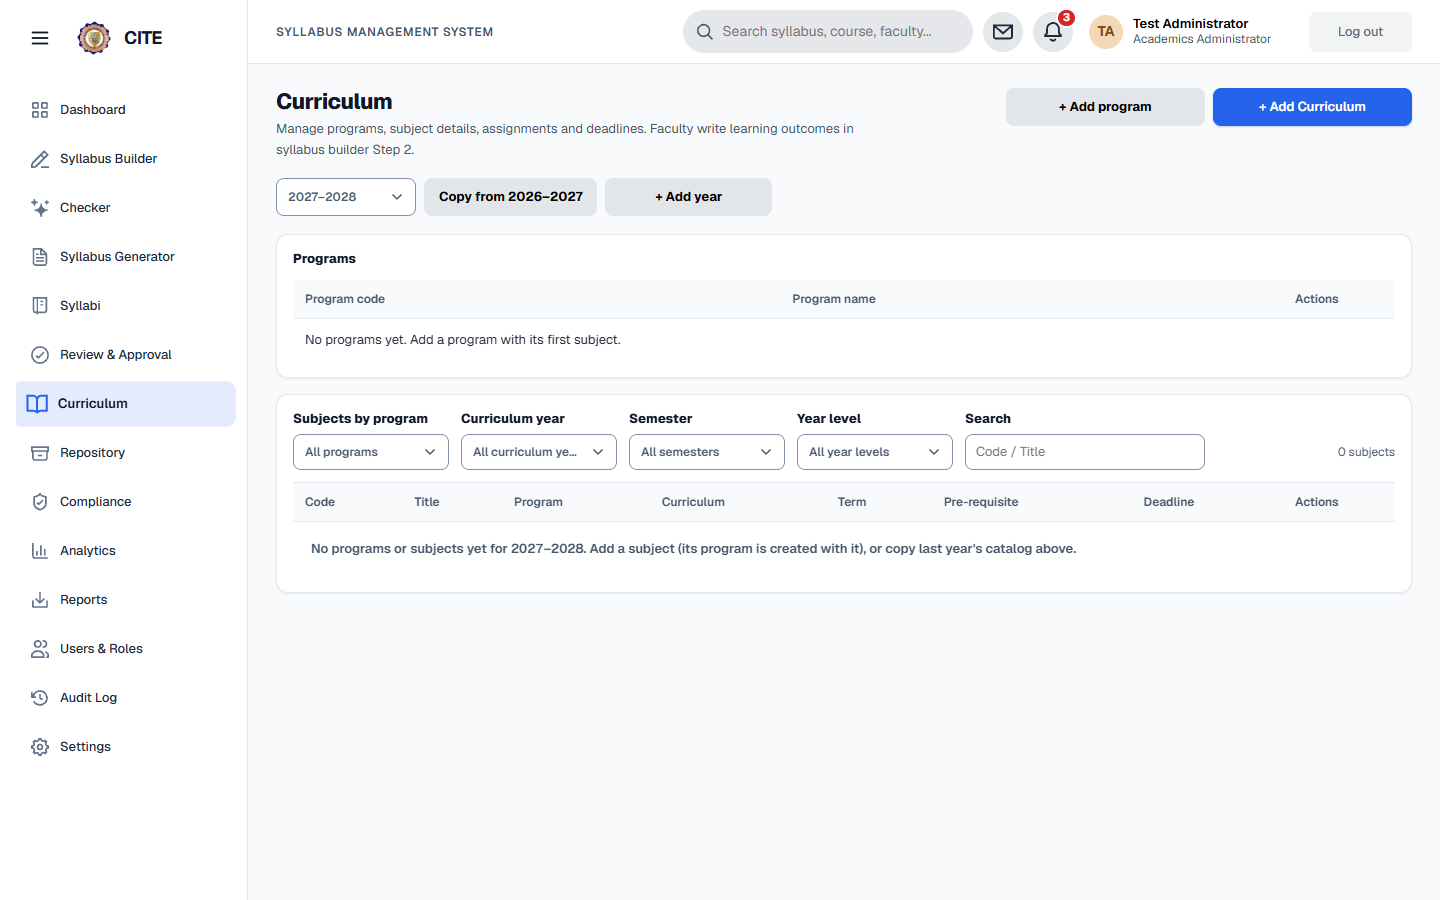 CITE
SYLLABUS MANAGEMENT SYSTEM
Search syllabus, course, faculty...
3
TA
Test Administrator
Academics Administrator
Log out
Dashboard
Syllabus Builder
Checker
Syllabus Generator
Syllabi
Review & Approval
Curriculum
Repository
Compliance
Analytics
Reports
Users & Roles
Audit Log
Settings
Curriculum
Manage programs, subject details, assignments and deadlines. Faculty write learning outcomes in
syllabus builder Step 2.
+ Add program
+ Add Curriculum
2027–2028
Copy from 2026–2027
+ Add year
Programs
Program code Program name Actions
No programs yet. Add a program with its first subject.
Subjects by program Curriculum year Semester Year level Search
All programs All curriculum ye... All semesters All year levels Code / Title 0 subjects
Code Title Program Curriculum Term Pre-requisite Deadline Actions
No programs or subjects yet for 2027–2028. Add a subject (its program is created with it), or copy last year's catalog above.